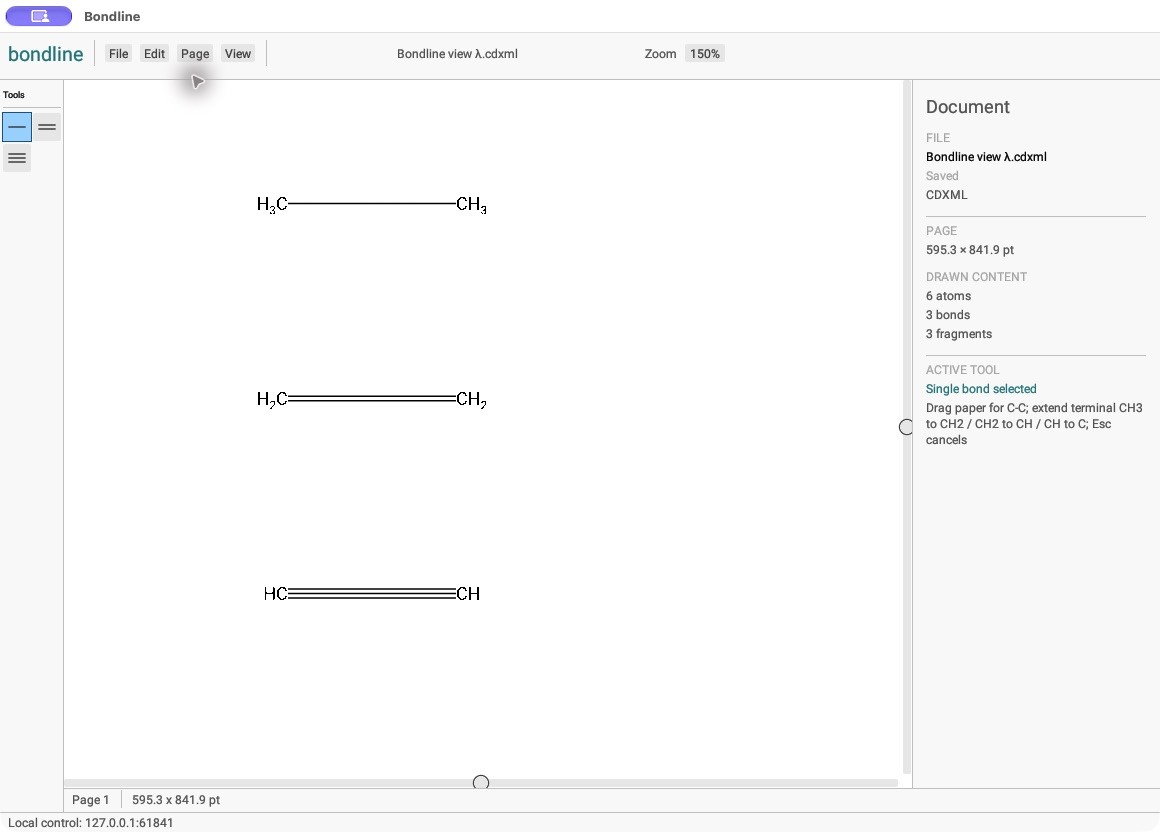 Bondline
bondline File Edit Page View Bondline view λ.cdxml Zoom 150%
Tools
H3C CH3
H2C CH2
HC CH
Document
FILE
Bondline view λ.cdxml
Saved
CDXML
PAGE
595.3 × 841.9 pt
DRAWN CONTENT
6 atoms
3 bonds
3 fragments
ACTIVE TOOL
Single bond selected
Drag paper for C-C; extend terminal CH3
to CH2 / CH2 to CH / CH to C; Esc
cancels
Page 1 595.3 x 841.9 pt
Local control: 127.0.0.1:61841